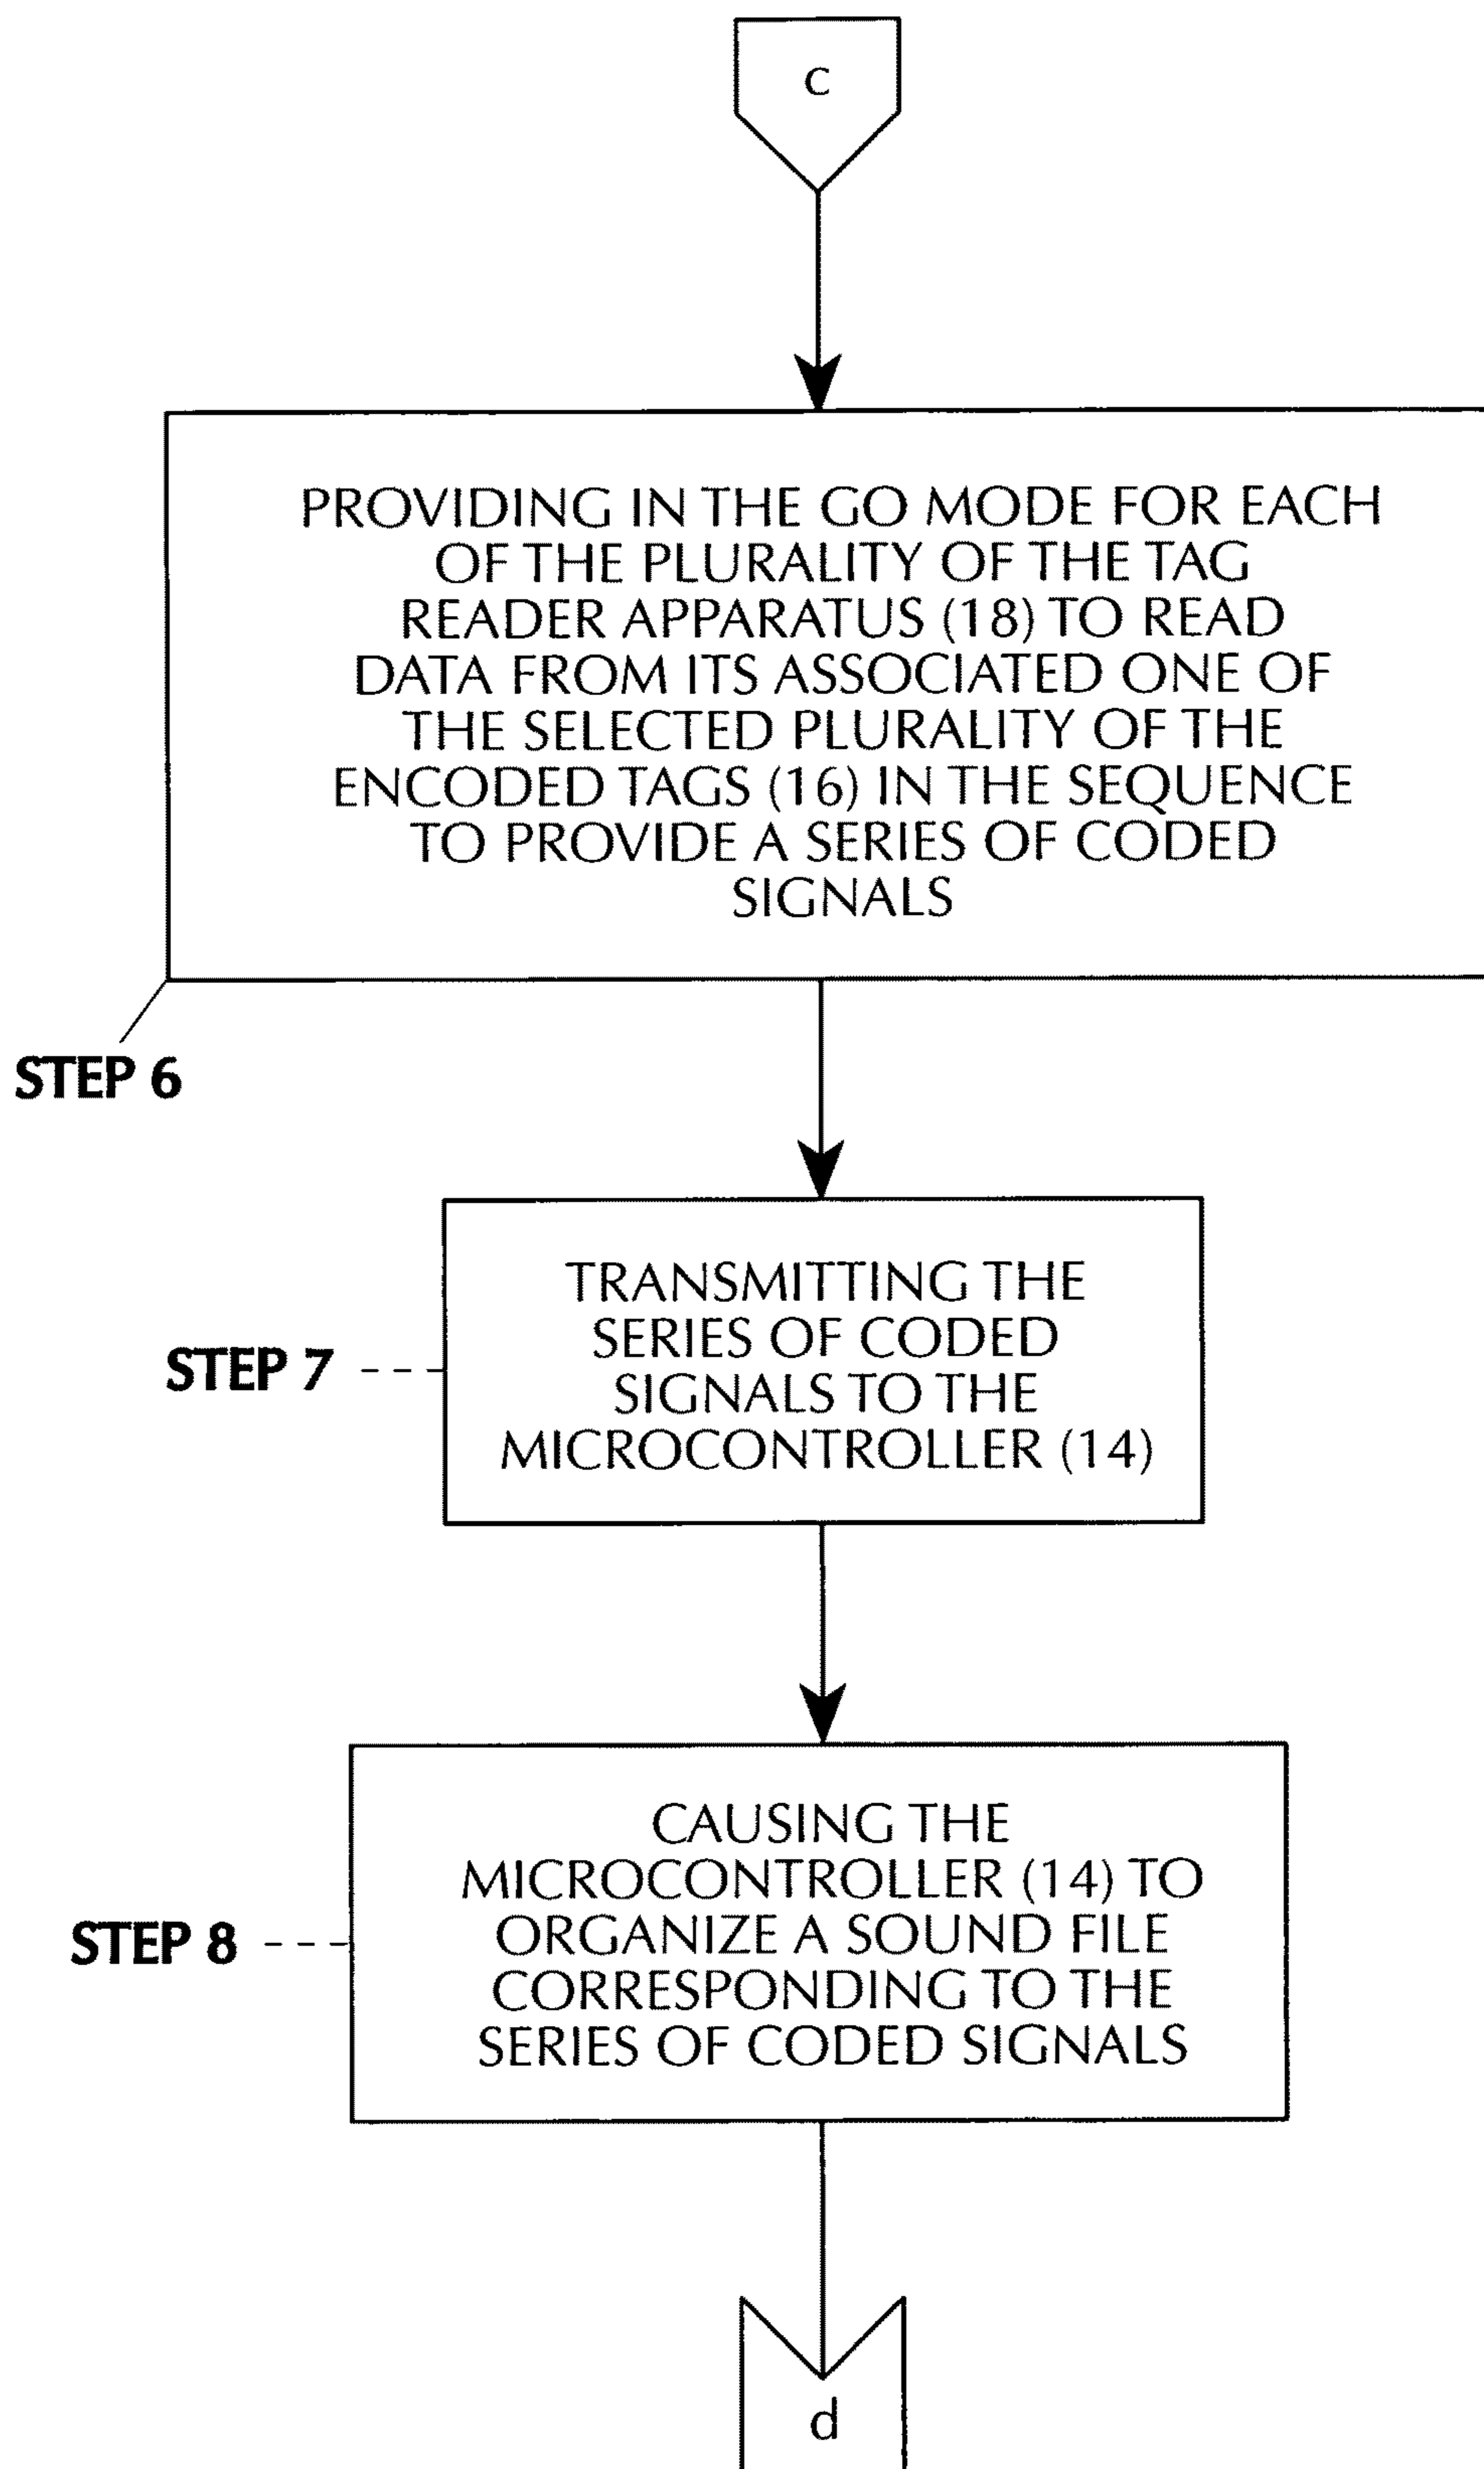 c
PROVIDING IN THE GO MODE FOR EACH
OF THE PLURALITY OF THE TAG
READER APPARATUS (18) TO READ
DATA FROM ITS ASSOCIATED ONE OF
THE SELECTED PLURALITY OF THE
ENCODED TAGS (16) IN THE SEQUENCE
TO PROVIDE A SERIES OF CODED
SIGNALS
STEP 6
TRANSMITTING THE
SERIES OF CODED
SIGNALS TO THE
MICROCONTROLLER (14)
STEP 7
CAUSING THE
MICROCONTROLLER (14) TO
ORGANIZE A SOUND FILE
CORRESPONDING TO THE
SERIES OF CODED SIGNALS
STEP 8
d